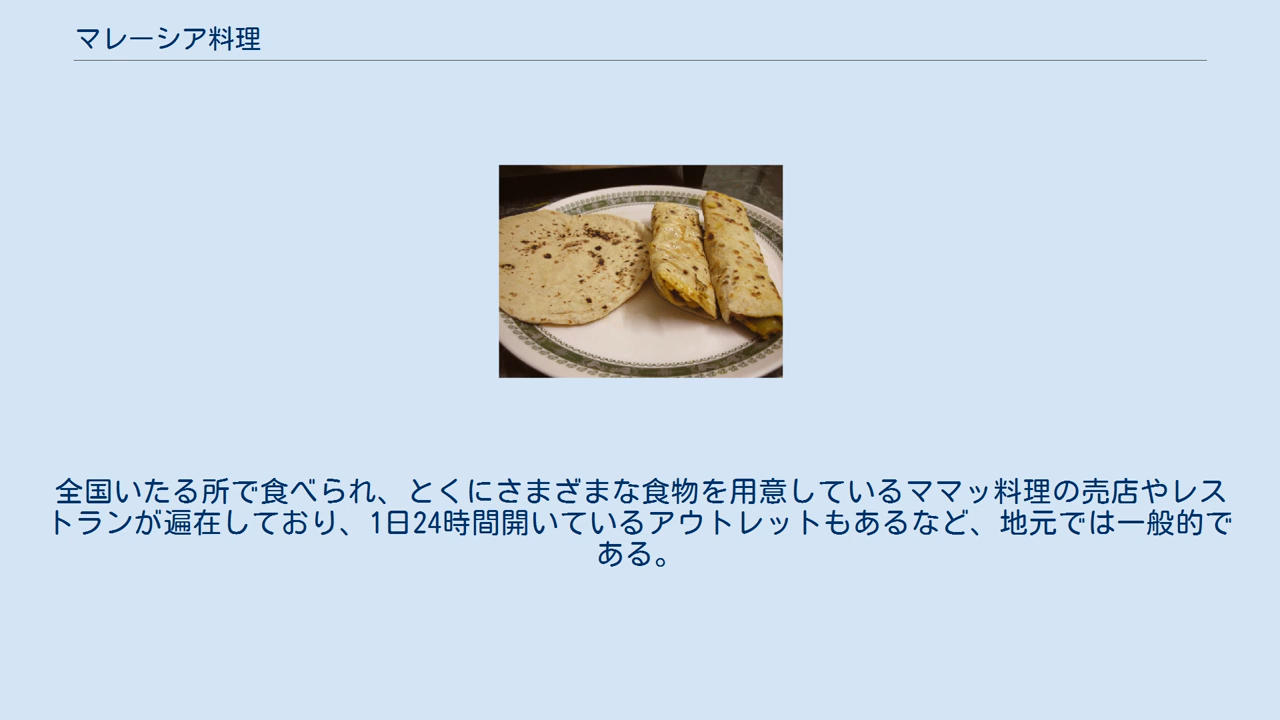 マレーシア料理
全国いたる所で食べられ、とくにさまざまな食物を用意しているママッ料理の売店やレス
トランが遍在しており、1日24時間開いているアウトレットもあるなど、地元では一般的で
ある。